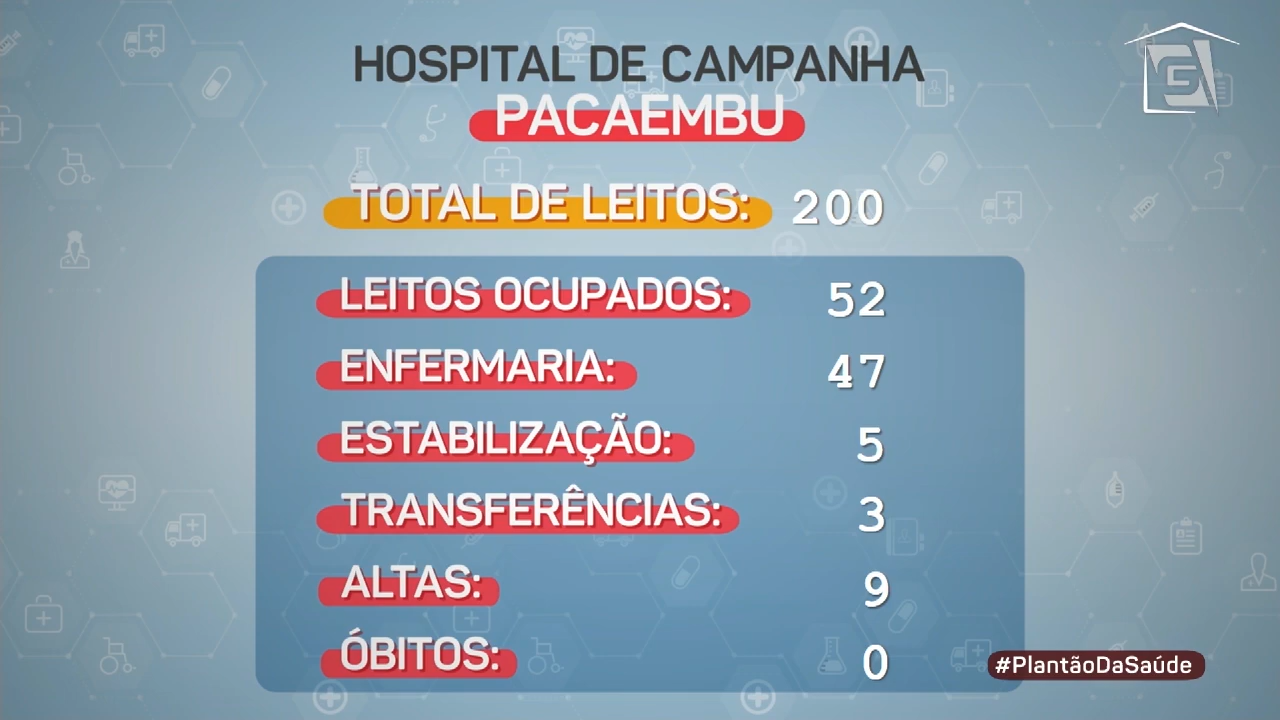 HOSPITAL DE CAMPANHA
PACAEMBU
TOTAL DE LEITOS: 200
LEITOS OCUPADOS: 52
ENFERMARIA: 47
ESTABILIZAÇÃO: 5
TRANSFERÊNCIAS: 3
ALTAS: 9
ÓBITOS: 0
#PlantãoDaSaúde